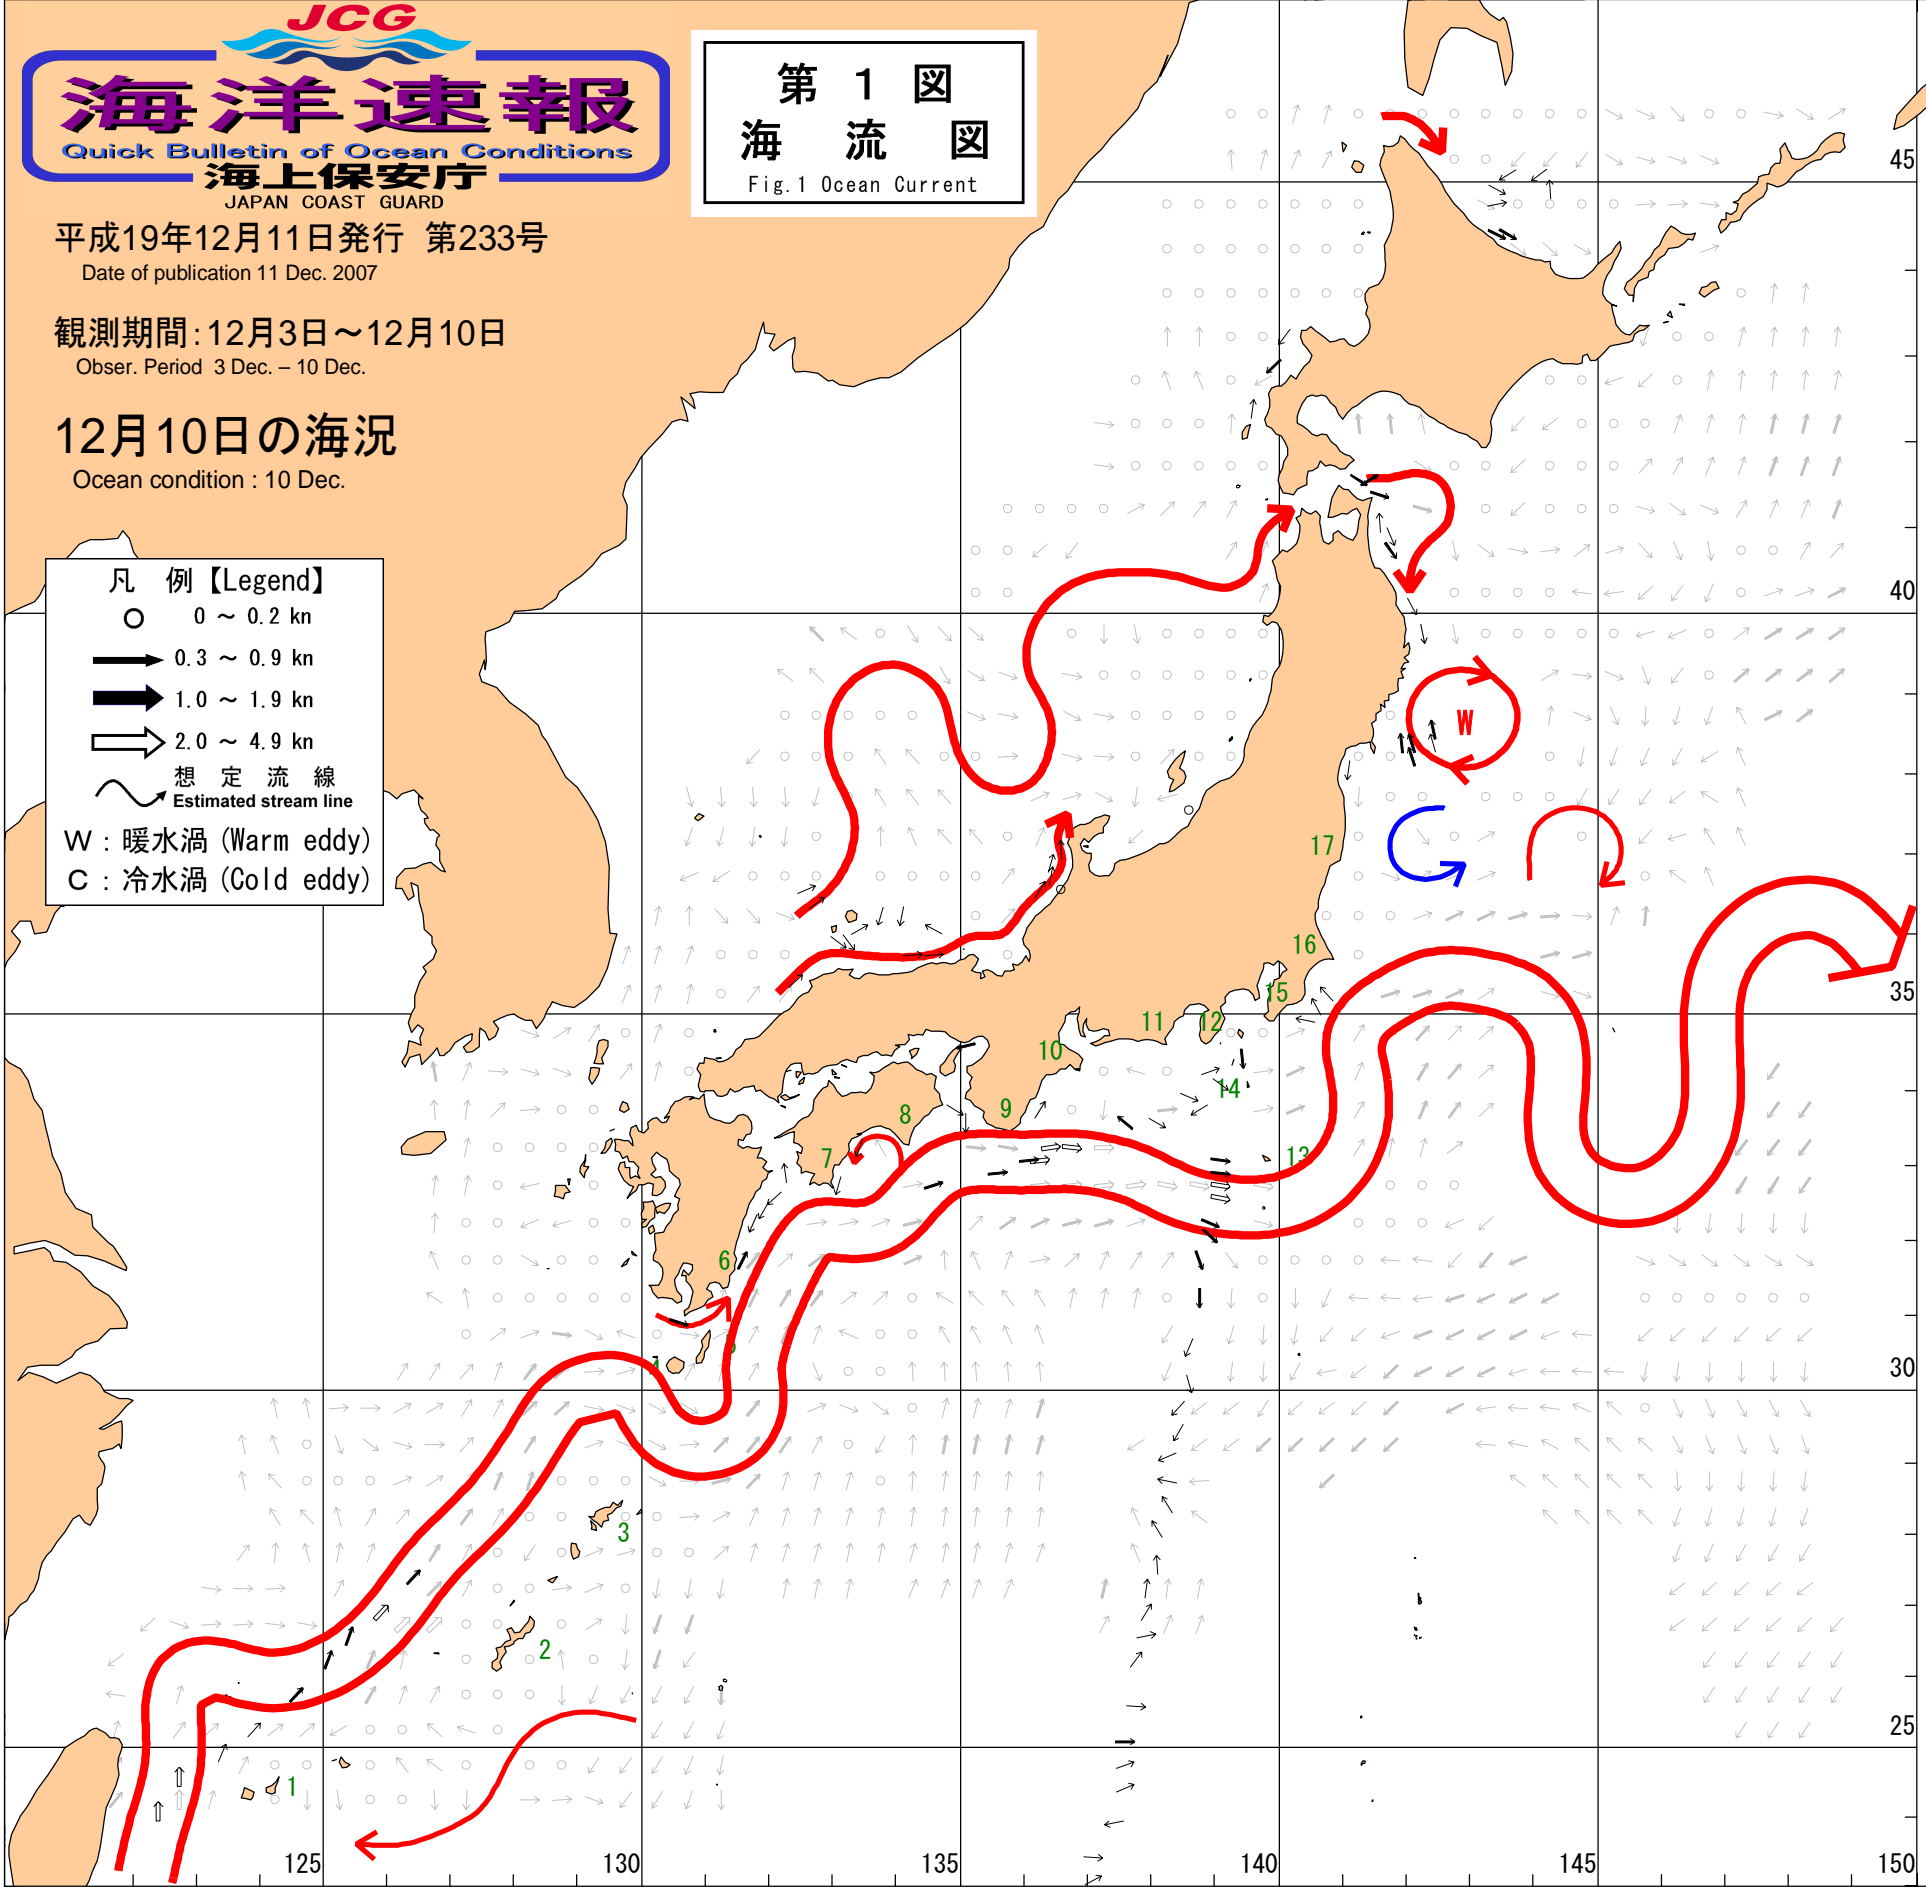 JCG
海洋速報
Quick Bulletin of Ocean Conditions
海上保安庁
JAPAN COAST GUARD
平成19年12月11日発行 第233号
Date of publication 11 Dec. 2007
観測期間:12月3日~12月10日
Obser. Period 3 Dec. – 10 Dec.
12月10日の海況
Ocean condition : 10 Dec.
第 1 図
海 流 図
Fig.1 Ocean Current
凡 例【Legend】
0 ~ 0.2 kn
0.3 ~ 0.9 kn
1.0 ~ 1.9 kn
2.0 ~ 4.9 kn
想 定 流 線
Estimated stream line
W : 暖水渦 (Warm eddy)
C : 冷水渦 (Cold eddy)
45
40
W
17
16
35
15
12
11
10
14
9
8
7
13
6
5
4
30
3
2
25
1
125
130
135
140
145
150